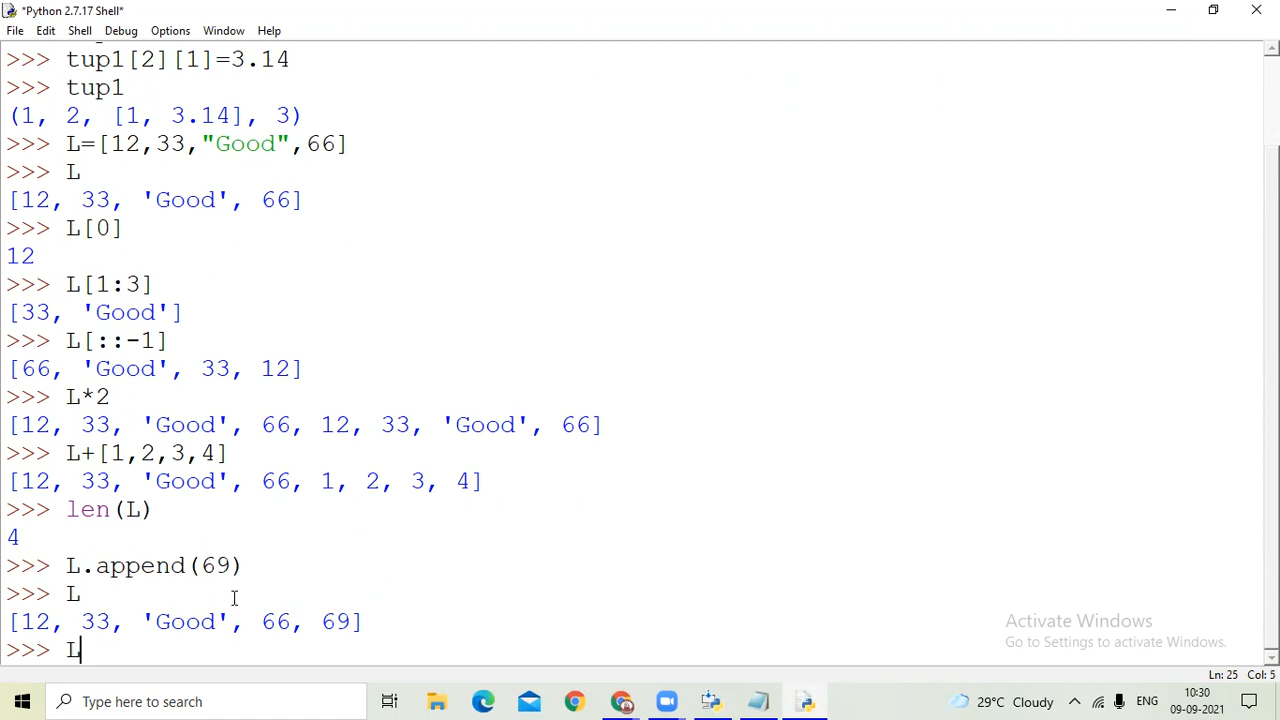 *Python 2.7.17 Shell*
File Edit Shell Debug Options Window Help
>>> tup1[2][1]=3.14
>>> tup1
(1, 2, [1, 3.14], 3)
>>> L=[12,33,"Good",66]
>>> L
[12, 33, 'Good', 66]
>>> L[0]
12
>>> L[1:3]
[33, 'Good']
>>> L[::-1]
[66, 'Good', 33, 12]
>>> L*2
[12, 33, 'Good', 66, 12, 33, 'Good', 66]
>>> L+[1,2,3,4]
[12, 33, 'Good', 66, 1, 2, 3, 4]
>>> len(L)
4
>>> L.append(69)
>>> L
[12, 33, 'Good', 66, 69]
>>> L
Activate Windows
Go to Settings to activate Windows.
Ln: 25 Col: 5
Type here to search
29°C Cloudy
ENG
10:30
09-09-2021